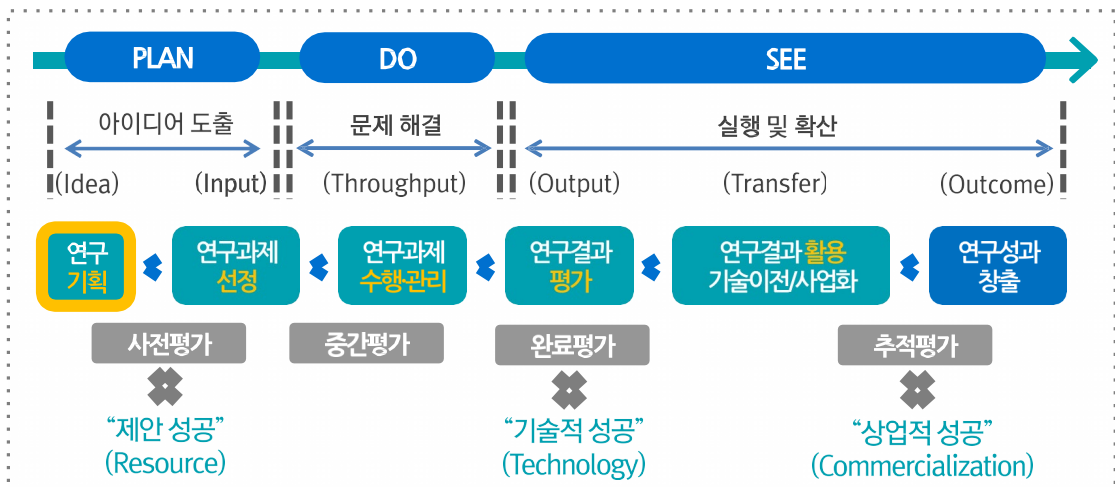 PLAN
DO
SEE
아이디어 도출
문제 해결
실행 및 확산
(Idea)
(Input)
(Throughput)
(Output)
(Transfer)
(Outcome)
연구
기획
연구과제
선정
연구과제
수행·관리
연구결과
평가
연구결과 활용
기술이전/사업화
연구성과
창출
사전평가
중간평가
완료평가
추적평가
“제안 성공”
(Resource)
“기술적 성공”
(Technology)
“상업적 성공”
(Commercialization)